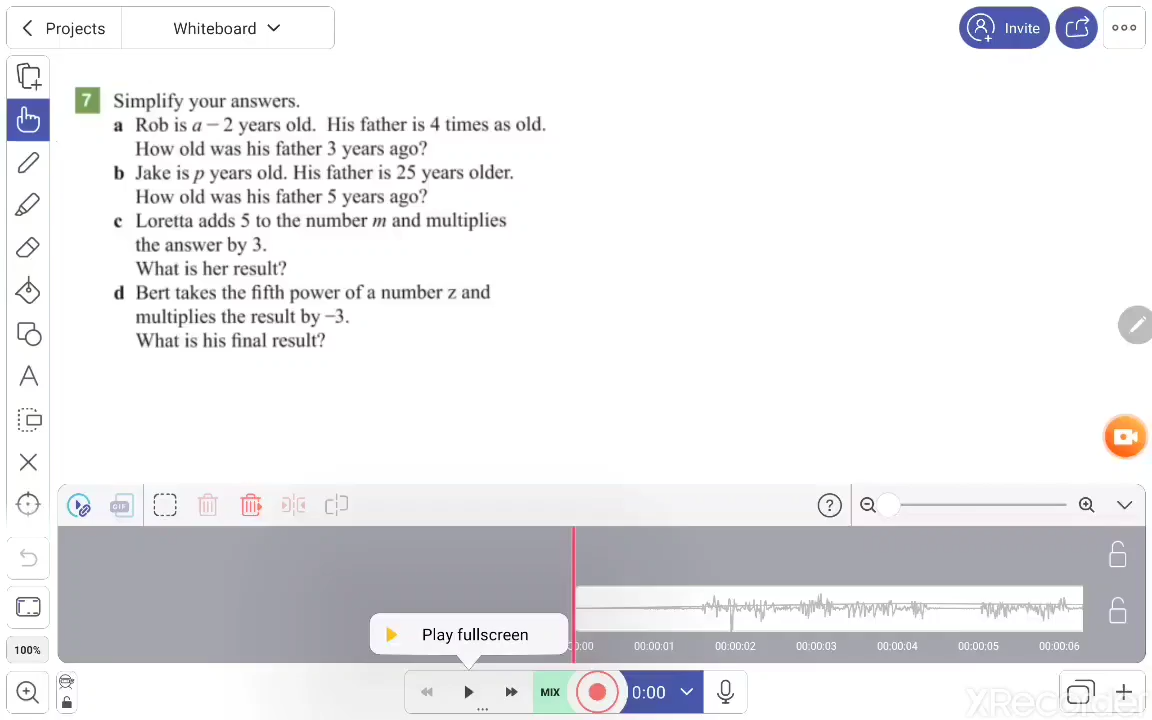 Projects
Whiteboard
Invite
7 Simplify your answers.
a Rob is a − 2 years old. His father is 4 times as old.
How old was his father 3 years ago?
b Jake is p years old. His father is 25 years older.
How old was his father 5 years ago?
c Loretta adds 5 to the number m and multiplies
the answer by 3.
What is her result?
d Bert takes the fifth power of a number z and
multiplies the result by −3.
What is his final result?
GIF
?
Play fullscreen
0:00 00:00:01 00:00:02 00:00:03 00:00:04 00:00:05 00:00:06
100%
MIX
0:00
XRecorder